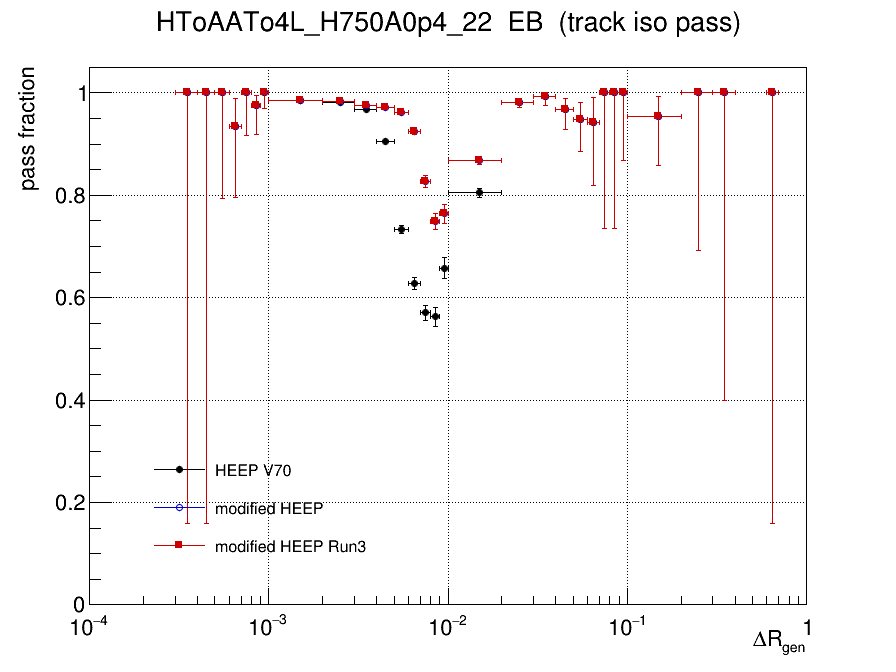 HToAATo4L_H750A0p4_22 EB (track iso pass)
pass fraction
1
0.8
0.6
0.4
0.2
0
HEEP V70
modified HEEP
modified HEEP Run3
10⁻⁴ 10⁻³ 10⁻² 10⁻¹ 1
ΔR_gen